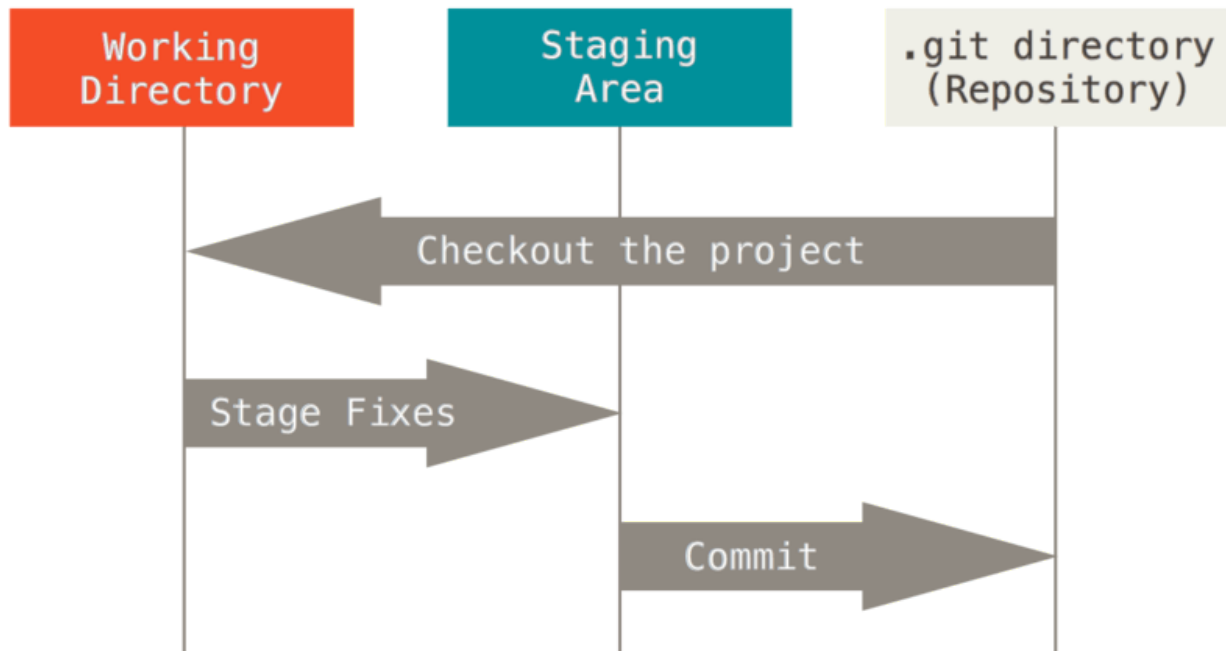 Working
Directory
Staging
Area
.git directory
(Repository)
Checkout the project
Stage Fixes
Commit